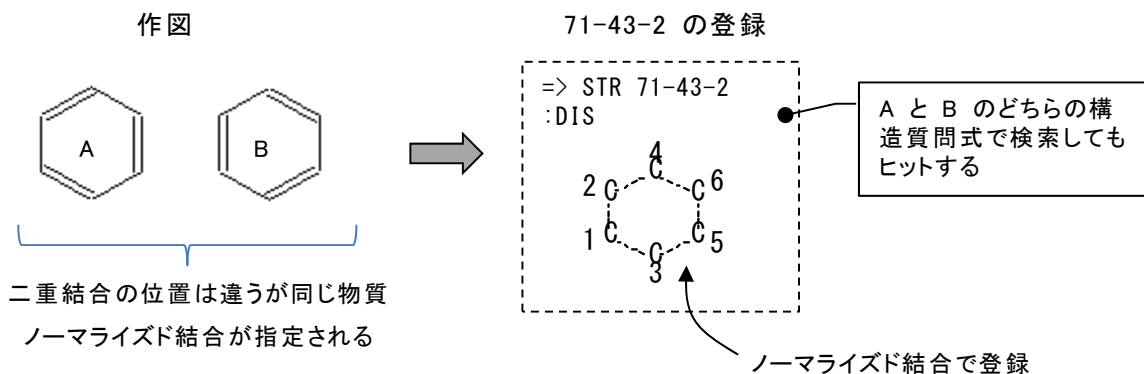 作図
71-43-2 の登録
A
B
=> STR 71-43-2
:DIS
4
C
2 C
C 6
1 C
C 5
C
3
A と B のどちらの構
造質問式で検索しても
ヒットする
二重結合の位置は違うが同じ物質
ノーマライズド結合が指定される
ノーマライズド結合で登録